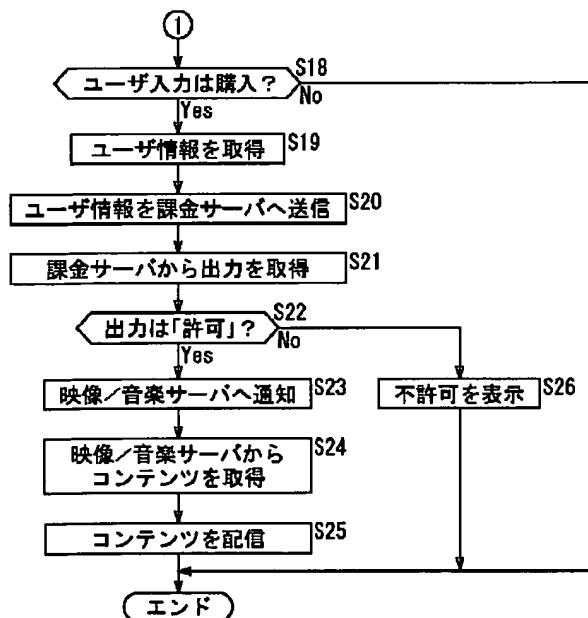 1
S18
ユーザ入力は購入?
No
Yes
S19
ユーザ情報を取得
S20
ユーザ情報を課金サーバへ送信
S21
課金サーバから出力を取得
S22
出力は「許可」?
No
Yes
S23
映像/音楽サーバへ通知
S26
不許可を表示
S24
映像/音楽サーバから
コンテンツを取得
S25
コンテンツを配信
エンド